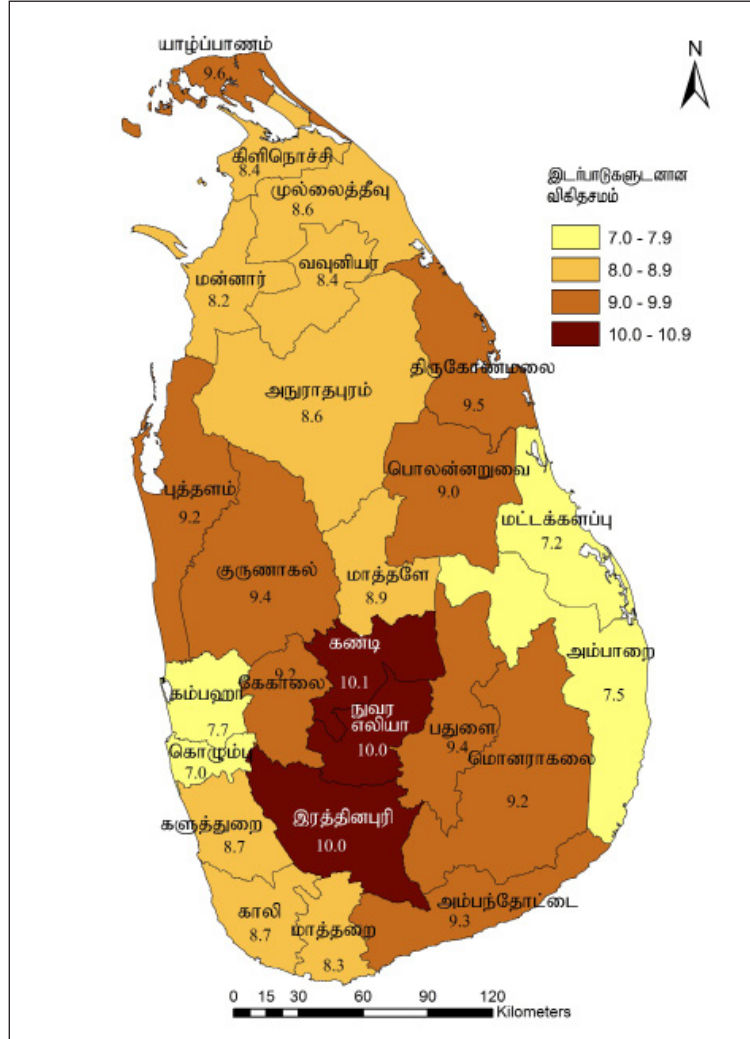 யாழ்ப்பாணம்
9.6
N
கிளிநொச்சி
8.4
முல்லைத்தீவு
8.6
இடர்பாடுகளுடனான
விகிதசமம்
7.0 - 7.9
8.0 - 8.9
9.0 - 9.9
10.0 - 10.9
வவுனியர
8.4
மன்னார்
8.2
திருகோணமலை
9.5
அநுராதபுரம்
8.6
பொலன்னறுவை
9.0
புத்தளம்
9.2
மட்டக்களப்பு
7.2
குருணாகல்
9.4
மாத்தளே
8.9
கணடி
10.1
அம்பாறை
7.5
கேகாலை
9.2
கம்பஹா
7.7
நுவர
எலியா
10.0
பதுளை
9.4
மொனராகலை
9.2
கொழும்பு
7.0
இரத்தினபுரி
10.0
களுத்துறை
8.7
அம்பந்தோட்டை
9.3
காலி
8.7
மாத்தறை
8.3
0 15 30 60 90 120
Kilometers